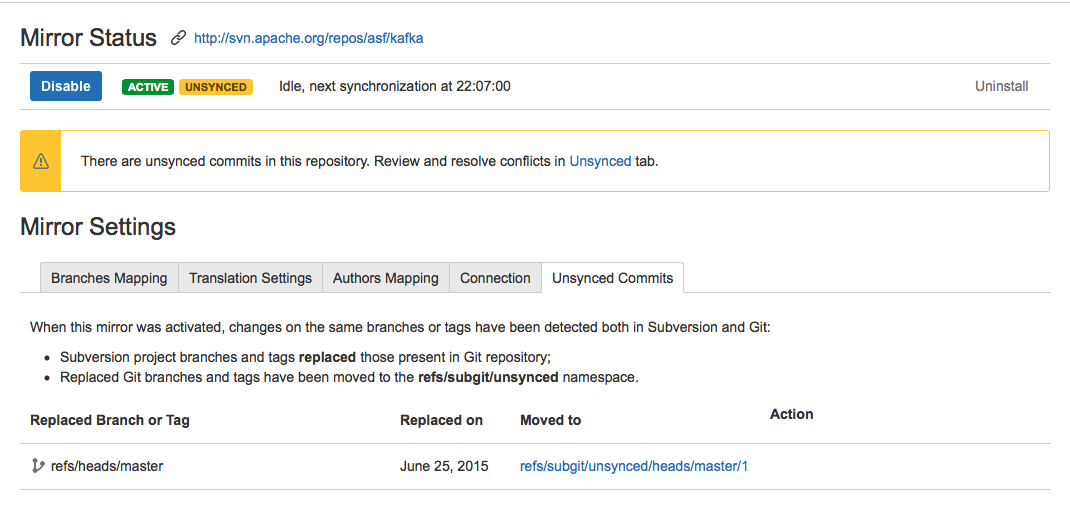 Mirror Status http://svn.apache.org/repos/asf/kafka
Disable ACTIVE UNSYNCED Idle, next synchronization at 22:07:00 Uninstall
There are unsynced commits in this repository. Review and resolve conflicts in Unsynced tab.
Mirror Settings
Branches Mapping Translation Settings Authors Mapping Connection Unsynced Commits
When this mirror was activated, changes on the same branches or tags have been detected both in Subversion and Git:
• Subversion project branches and tags replaced those present in Git repository;
• Replaced Git branches and tags have been moved to the refs/subgit/unsynced namespace.
Replaced Branch or Tag Replaced on Moved to Action
refs/heads/master June 25, 2015 refs/subgit/unsynced/heads/master/1